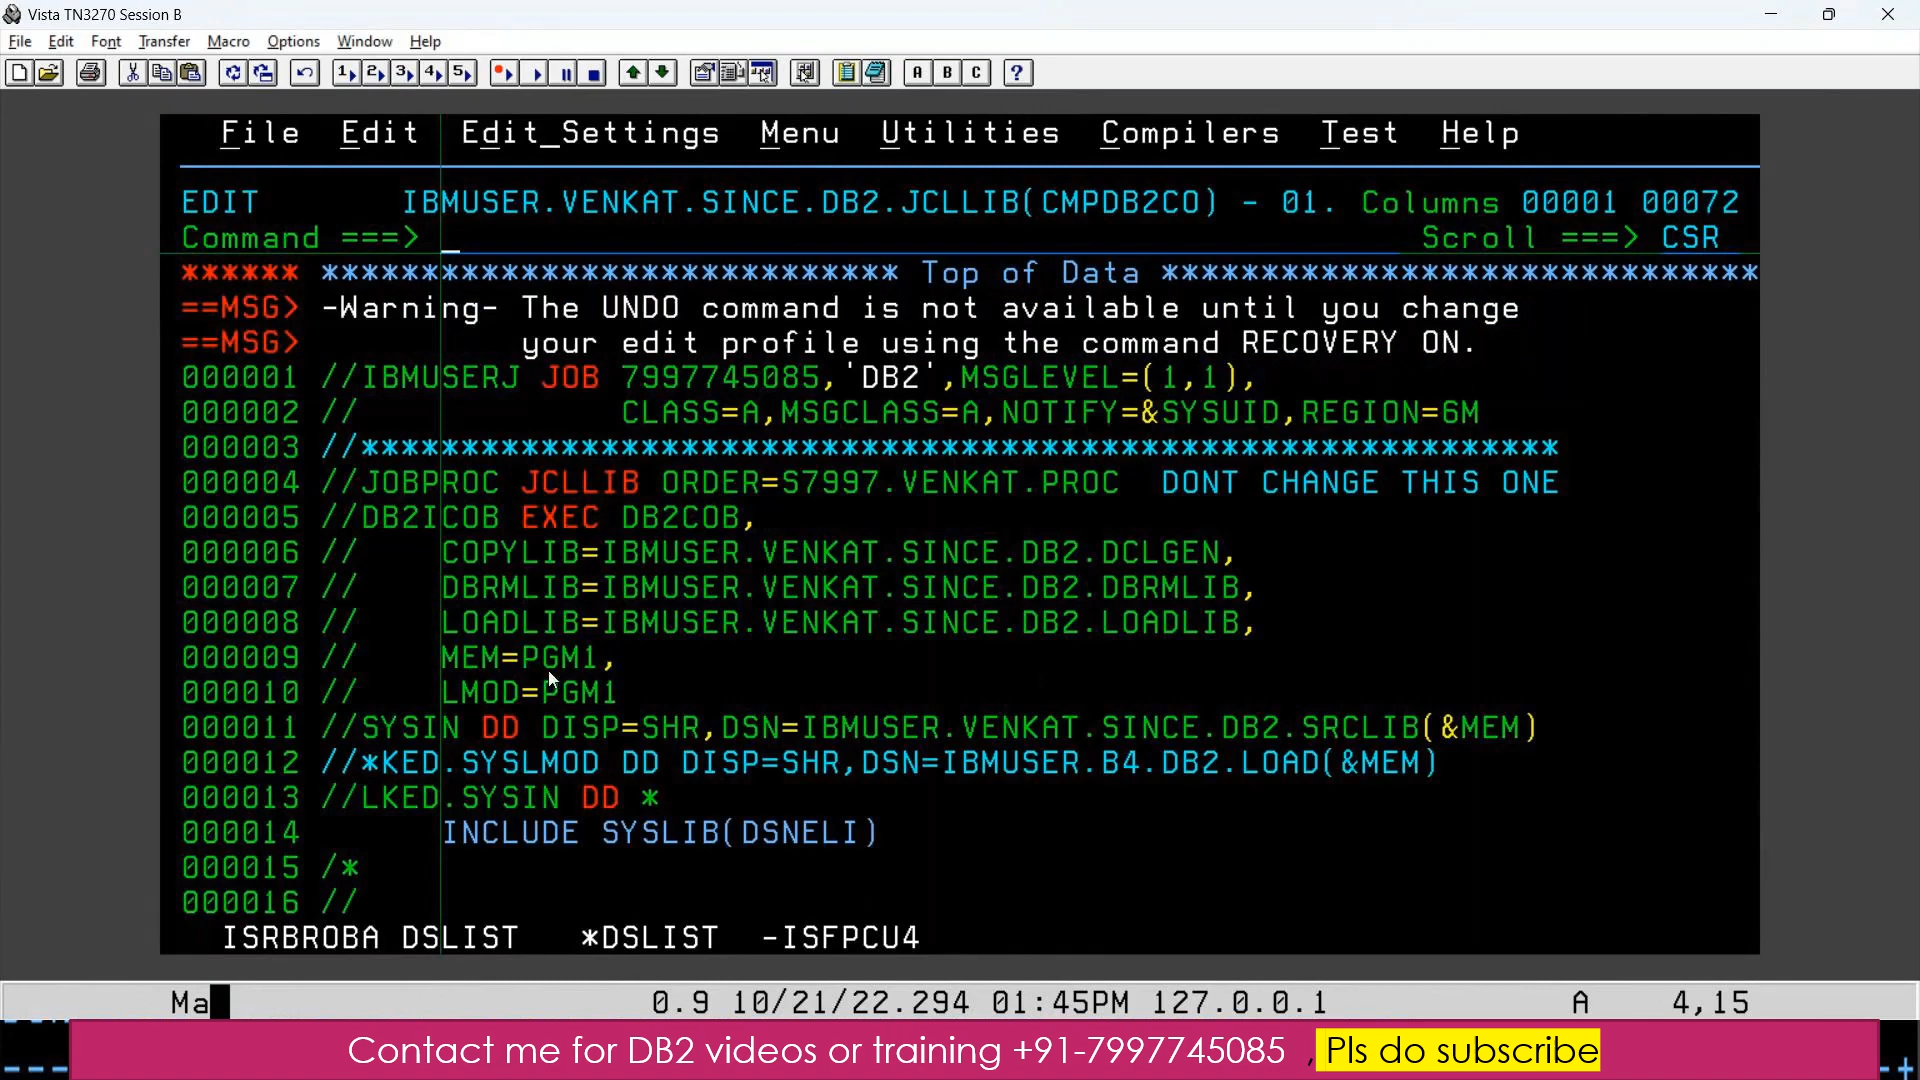 Vista TN3270 Session B
File Edit Font Transfer Macro Options Window Help
1 2 3 4 5 A B C ?
File Edit Edit_Settings Menu Utilities Compilers Test Help
EDIT IBMUSER.VENKAT.SINCE.DB2.JCLLIB(CMPDB2CO) - 01. Columns 00001 00072
Command ===> _ Scroll ===> CSR
****** ***************************** Top of Data ******************************
==MSG> -Warning- The UNDO command is not available until you change
==MSG> your edit profile using the command RECOVERY ON.
000001 //IBMUSERJ JOB 7997745085,'DB2',MSGLEVEL=(1,1),
000002 // CLASS=A,MSGCLASS=A,NOTIFY=&SYSUID,REGION=6M
000003 //************************************************************
000004 //JOBPROC JCLLIB ORDER=S7997.VENKAT.PROC DONT CHANGE THIS ONE
000005 //DB2ICOB EXEC DB2COB,
000006 // COPYLIB=IBMUSER.VENKAT.SINCE.DB2.DCLGEN,
000007 // DBRMLIB=IBMUSER.VENKAT.SINCE.DB2.DBRMLIB,
000008 // LOADLIB=IBMUSER.VENKAT.SINCE.DB2.LOADLIB,
000009 // MEM=PGM1,
000010 // LMOD=PGM1
000011 //SYSIN DD DISP=SHR,DSN=IBMUSER.VENKAT.SINCE.DB2.SRCLIB(&MEM)
000012 //*KED.SYSLMOD DD DISP=SHR,DSN=IBMUSER.B4.DB2.LOAD(&MEM)
000013 //LKED.SYSIN DD *
000014 INCLUDE SYSLIB(DSNELI)
000015 /*
000016 //
ISRBROBA DSLIST *DSLIST -ISFPCU4
Ma 0.9 10/21/22.294 01:45PM 127.0.0.1 A 4,15
Contact me for DB2 videos or training +91-7997745085 , Pls do subscribe